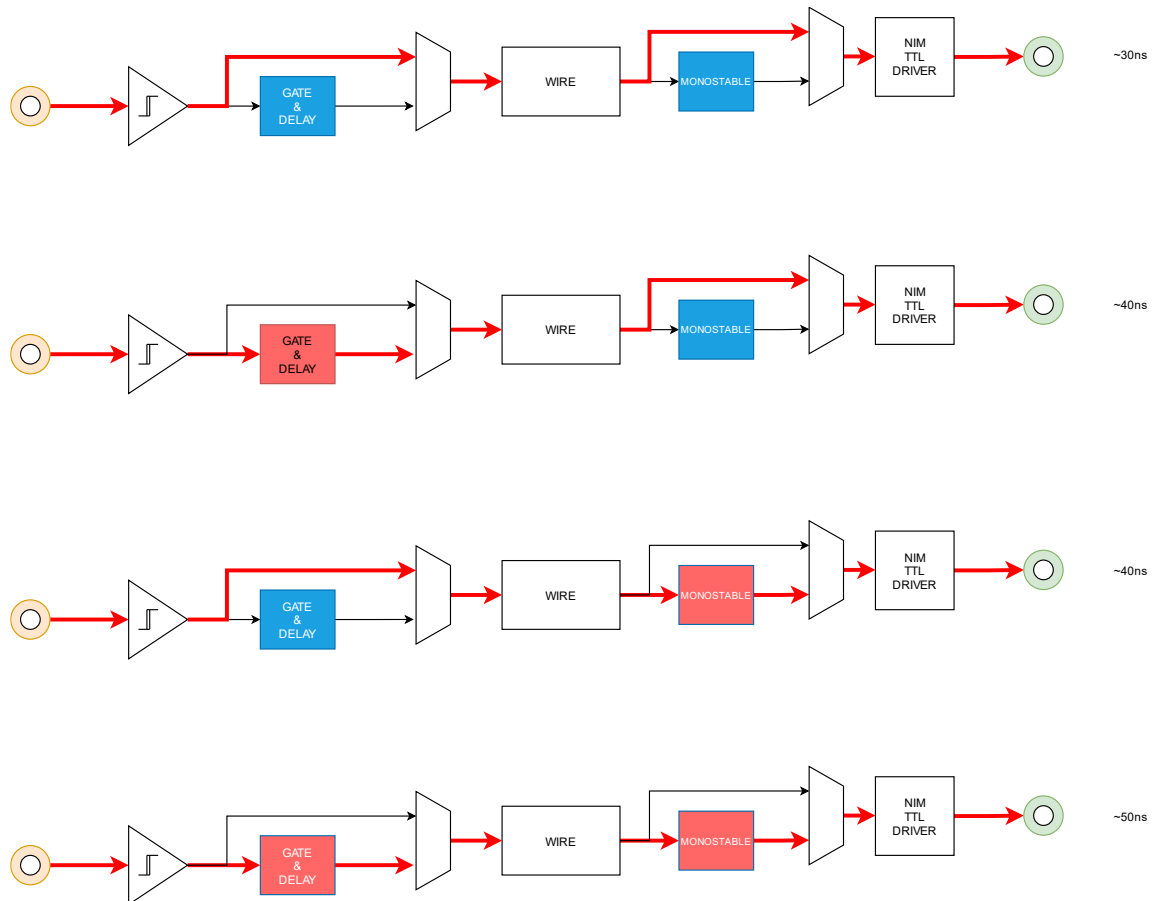 NIM
TTL
DRIVER
~30ns
WIRE
MONOSTABLE
GATE
&
DELAY
NIM
TTL
DRIVER
~40ns
WIRE
MONOSTABLE
GATE
&
DELAY
NIM
TTL
DRIVER
~40ns
WIRE
MONOSTABLE
GATE
&
DELAY
NIM
TTL
DRIVER
~50ns
WIRE
MONOSTABLE
GATE
&
DELAY